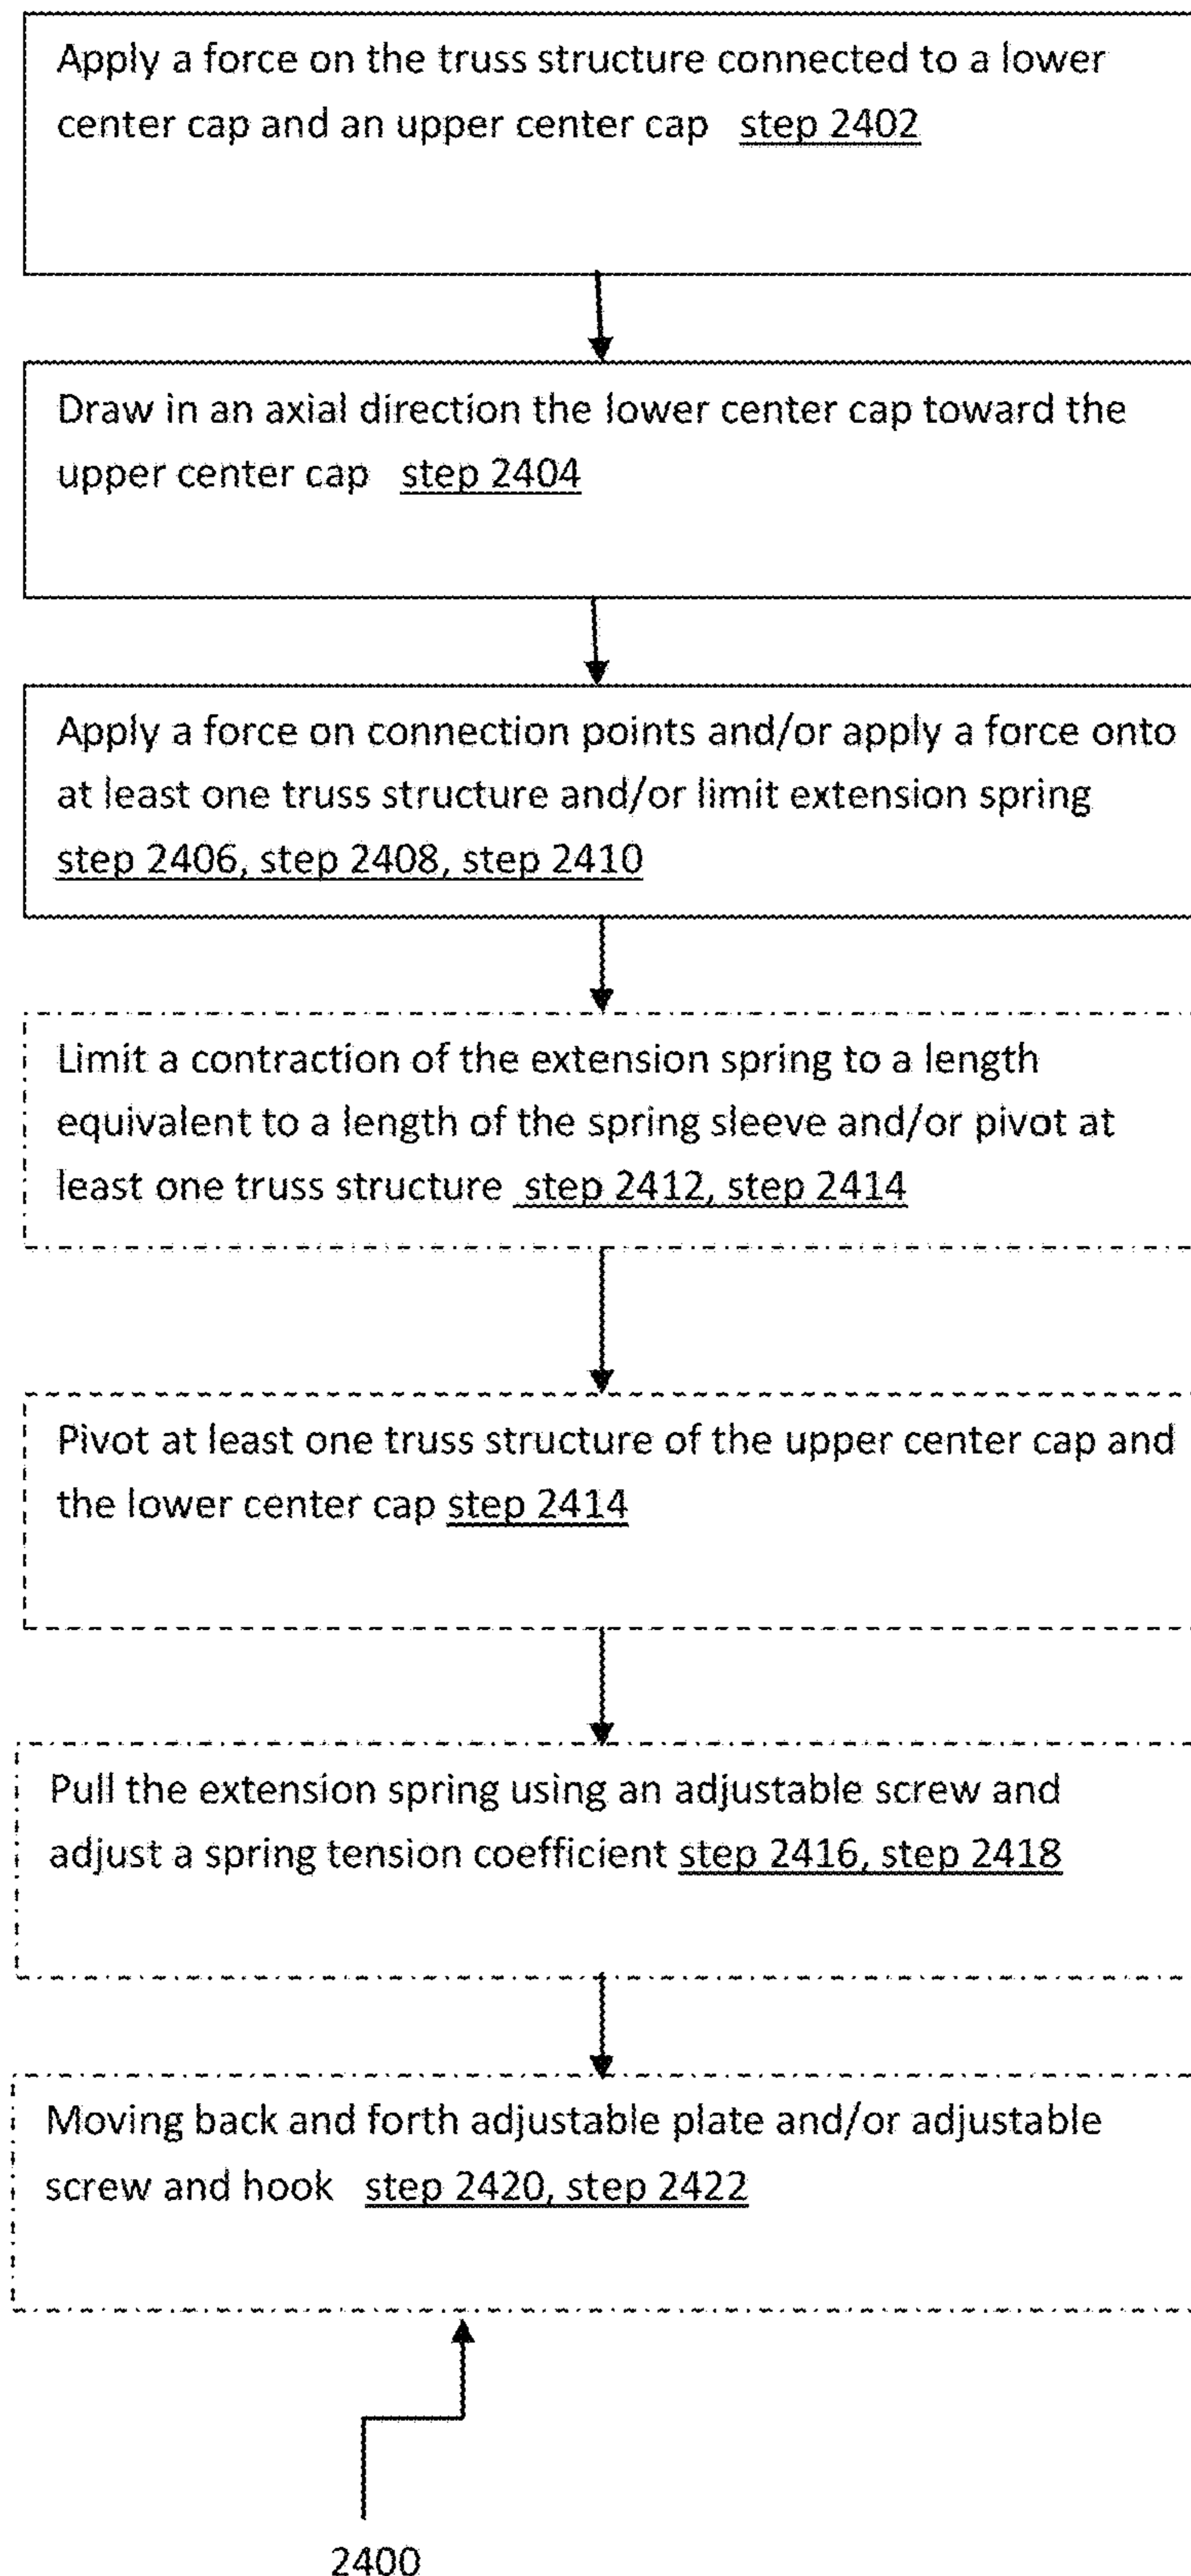 Apply a force on the truss structure connected to a lower
center cap and an upper center cap step 2402
Draw in an axial direction the lower center cap toward the
upper center cap step 2404
Apply a force on connection points and/or apply a force onto
at least one truss structure and/or limit extension spring
step 2406, step 2408, step 2410
Limit a contraction of the extension spring to a length
equivalent to a length of the spring sleeve and/or pivot at
least one truss structure step 2412, step 2414
Pivot at least one truss structure of the upper center cap and
the lower center cap step 2414
Pull the extension spring using an adjustable screw and
adjust a spring tension coefficient step 2416, step 2418
Moving back and forth adjustable plate and/or adjustable
screw and hook step 2420, step 2422
2400